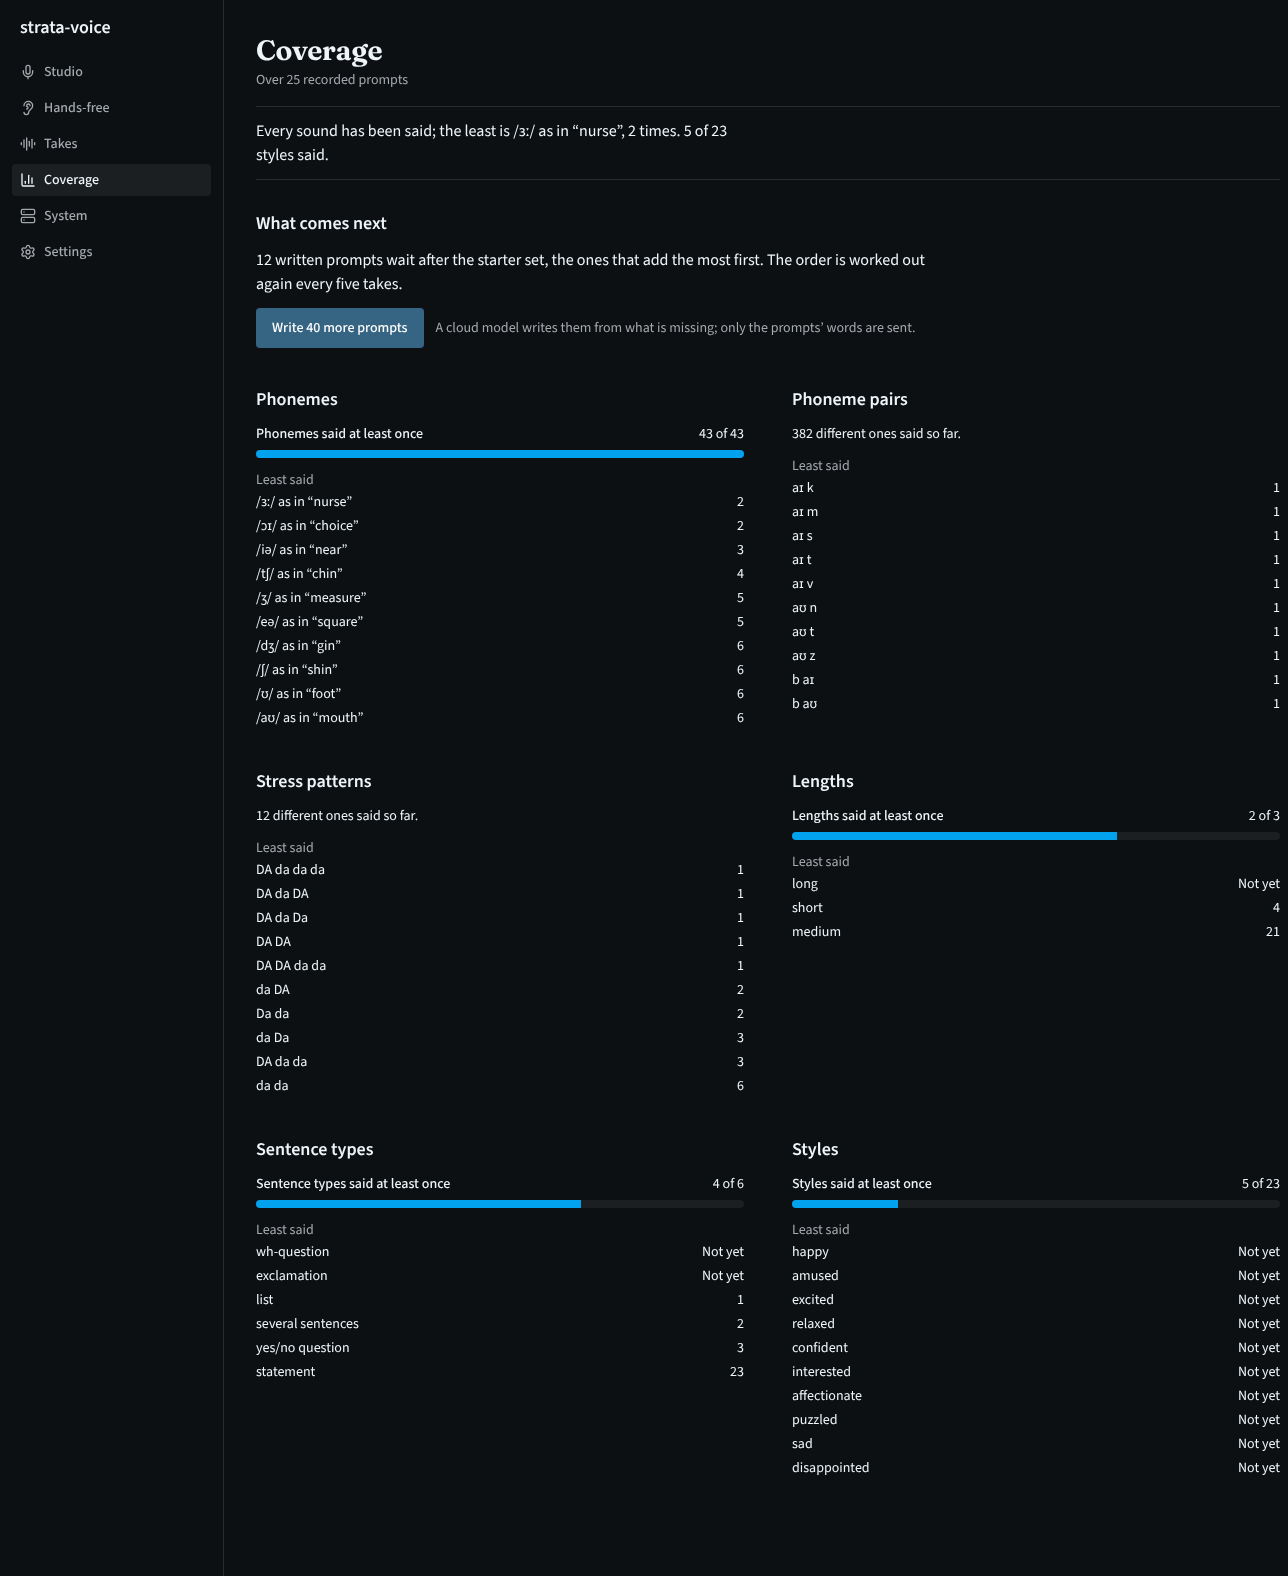 strata-voice
Studio
Hands-free
Takes
Coverage
System
Settings
Coverage
Over 25 recorded prompts
Every sound has been said; the least is /ɜː/ as in “nurse”, 2 times. 5 of 23
styles said.
What comes next
12 written prompts wait after the starter set, the ones that add the most first. The order is worked out
again every five takes.
Write 40 more prompts
A cloud model writes them from what is missing; only the prompts’ words are sent.
Phonemes
Phonemes said at least once 43 of 43
Least said
/ɜː/ as in “nurse” 2
/ɔɪ/ as in “choice” 2
/iə/ as in “near” 3
/tʃ/ as in “chin” 4
/ʒ/ as in “measure” 5
/eə/ as in “square” 5
/dʒ/ as in “gin” 6
/ʃ/ as in “shin” 6
/ʊ/ as in “foot” 6
/aʊ/ as in “mouth” 6
Phoneme pairs
382 different ones said so far.
Least said
aɪ k 1
aɪ m 1
aɪ s 1
aɪ t 1
aɪ v 1
aʊ n 1
aʊ t 1
aʊ z 1
b aɪ 1
b aʊ 1
Stress patterns
12 different ones said so far.
Least said
DA da da da 1
DA da DA 1
DA da Da 1
DA DA 1
DA DA da da 1
da DA 2
Da da 2
da Da 3
DA da da 3
da da 6
Lengths
Lengths said at least once 2 of 3
Least said
long Not yet
short 4
medium 21
Sentence types
Sentence types said at least once 4 of 6
Least said
wh-question Not yet
exclamation Not yet
list 1
several sentences 2
yes/no question 3
statement 23
Styles
Styles said at least once 5 of 23
Least said
happy Not yet
amused Not yet
excited Not yet
relaxed Not yet
confident Not yet
interested Not yet
affectionate Not yet
puzzled Not yet
sad Not yet
disappointed Not yet